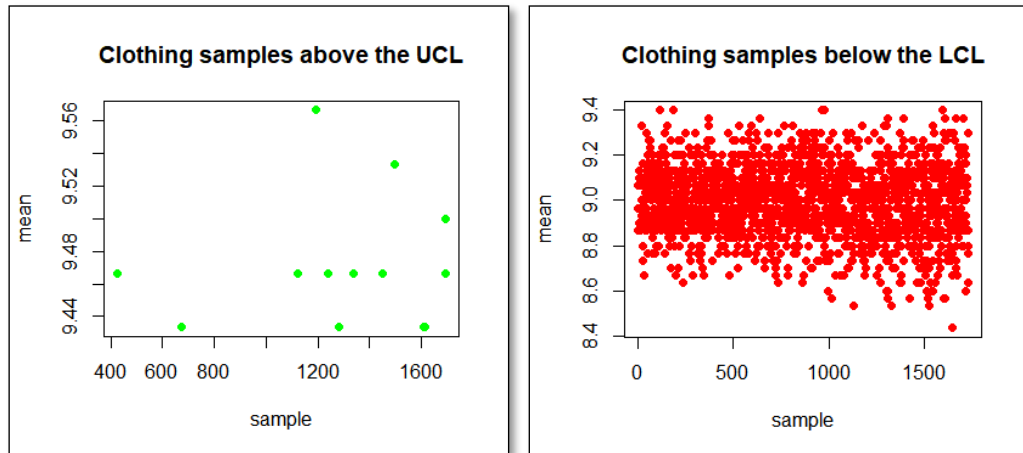 Clothing samples above the UCL
mean
9.56
9.52
9.48
9.44
400 600 800 1200 1600
sample
Clothing samples below the LCL
mean
9.4
9.2
9.0
8.8
8.6
8.4
0 500 1000 1500
sample